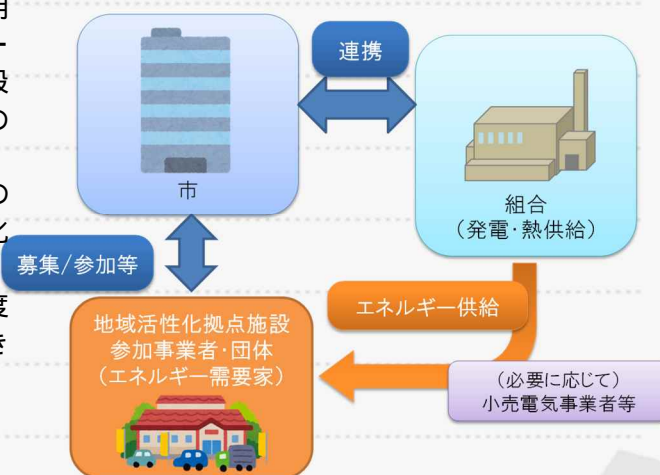 連携
市
組合
（発電･熱供給）
募集/参加等
エネルギー供給
地域活性化拠点施設
参加事業者･団体
（エネルギー需要家）
（必要に応じて）
小売電気事業者等